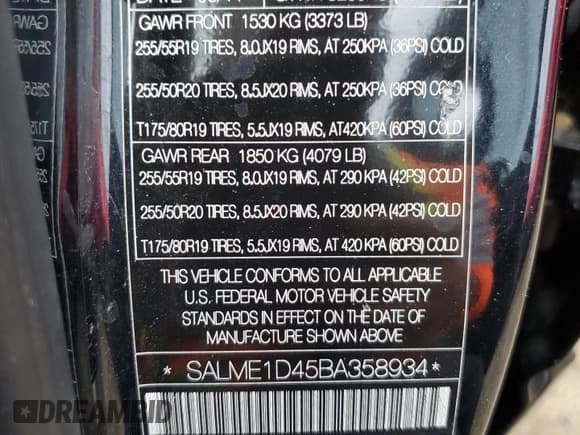 GAWR FRONT 1530 KG (3373 LB)
255/55R19 TIRES, 8.0JX19 RIMS, AT 250KPA (36PSI) COLD
255/50R20 TIRES, 8.5JX20 RIMS, AT 250KPA (36PSI) COLD
T175/80R19 TIRES, 5.5JX19 RIMS, AT420KPA (60PSI) COLD
GAWR REAR 1850 KG (4079 LB)
255/55R19 TIRES, 8.0JX19 RIMS, AT 290 KPA (42PSI) COLD
255/50R20 TIRES, 8.5JX20 RIMS, AT 290 KPA (42PSI) COLD
T175/80R19 TIRES, 5.5JX19 RIMS, AT 420 KPA (60PSI) COLD
THIS VEHICLE CONFORMS TO ALL APPLICABLE
U.S. FEDERAL MOTOR VEHICLE SAFETY
STANDARDS IN EFFECT ON THE DATE OF
MANUFACTURE SHOWN ABOVE
* SALME1D45BA358934 *
DREAMBID